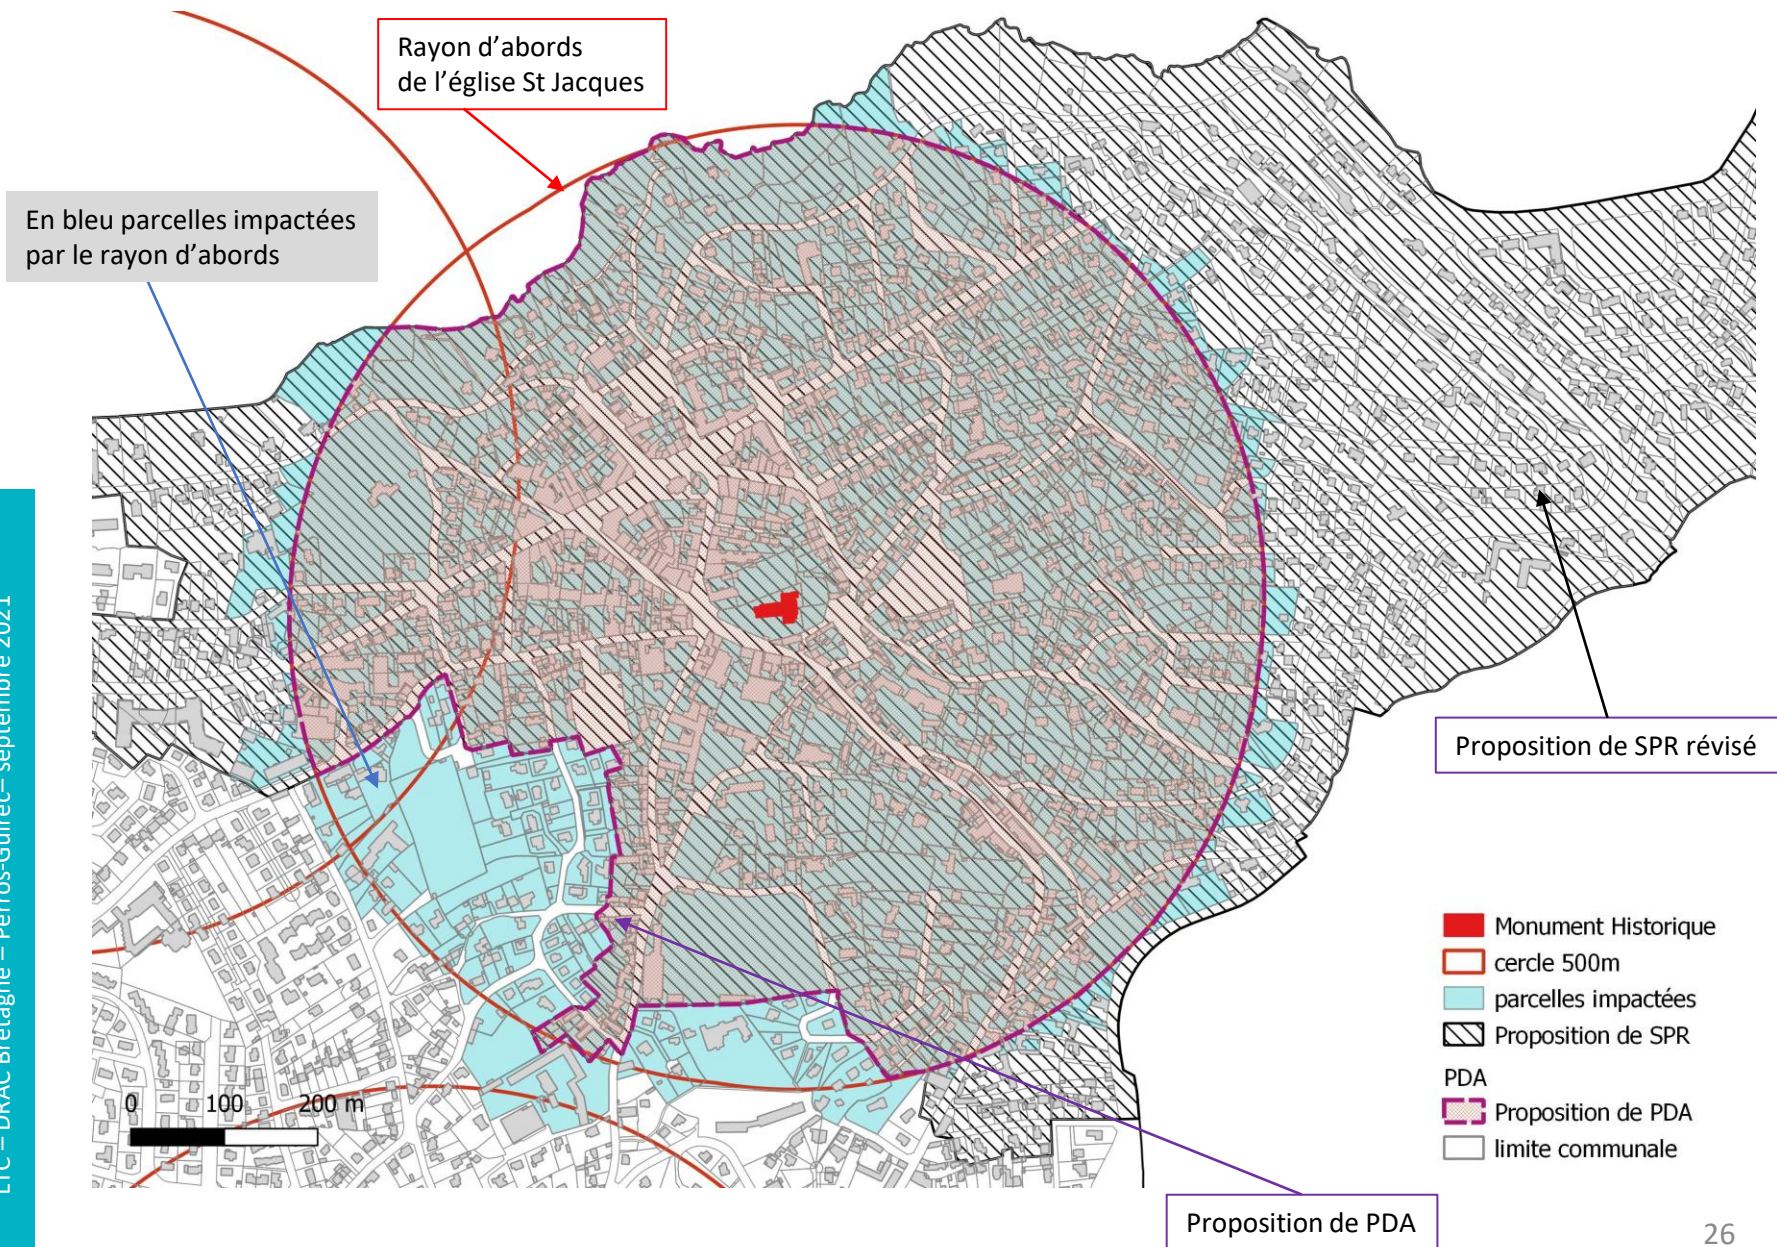 Rayon d’abords
de l’église St Jacques
En bleu parcelles impactées
par le rayon d’abords
Proposition de SPR révisé
Monument Historique
cercle 500m
parcelles impactées
Proposition de SPR
PDA
Proposition de PDA
limite communale
0 100 200 m
Proposition de PDA
LTC – DRAC Bretagne – Perros-Guirec– septembre 2021
26